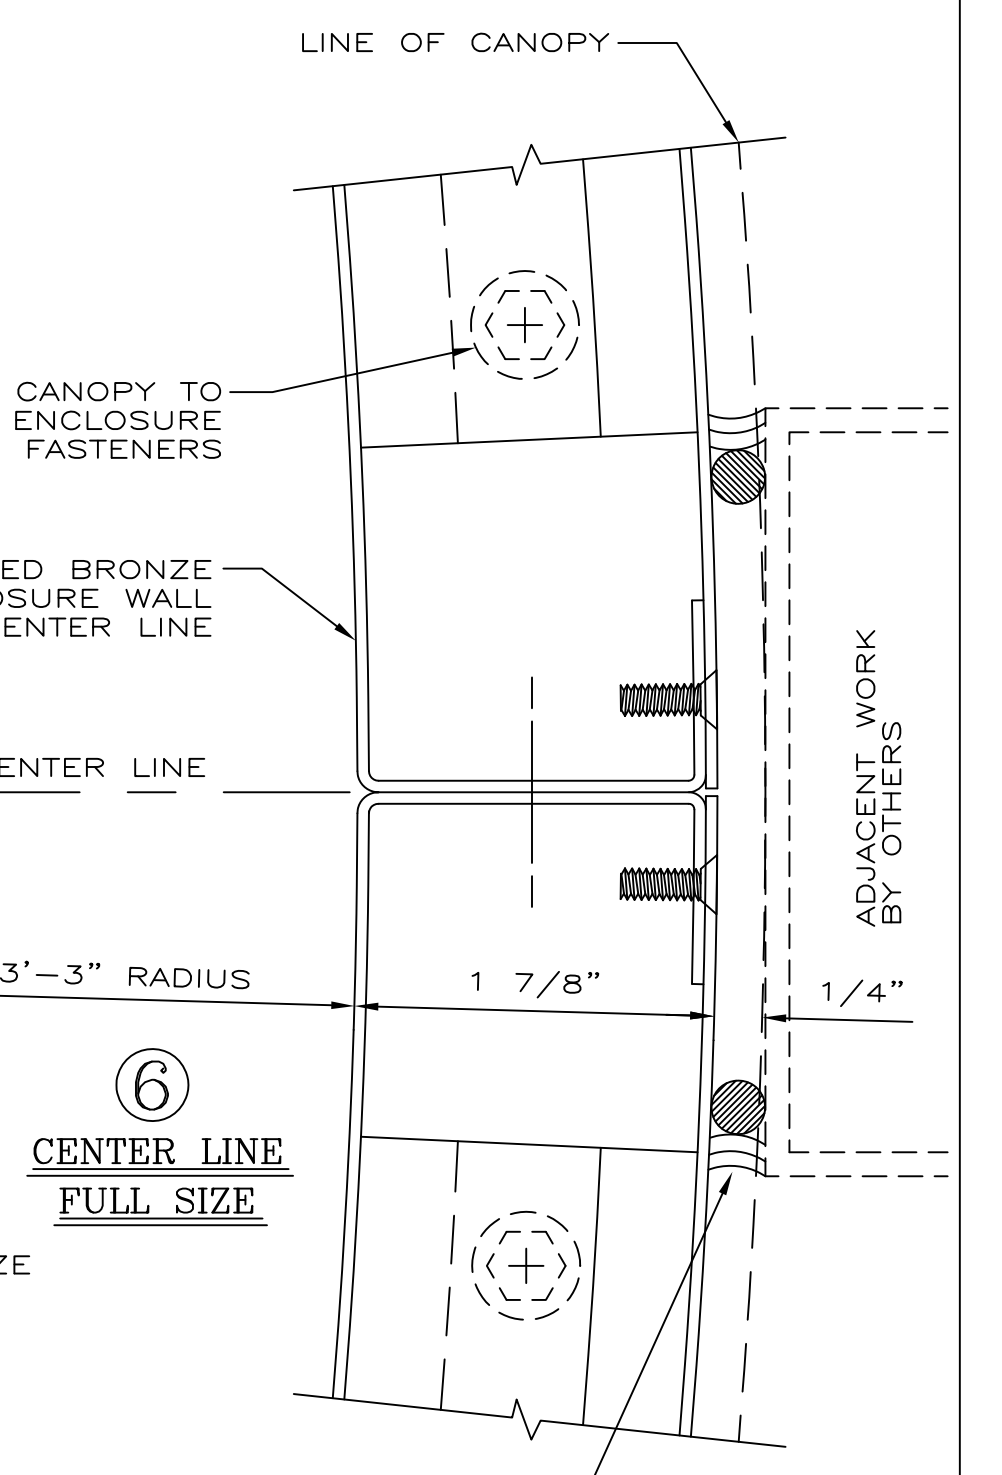 LINE OF CANOPY
CANOPY TO
ENCLOSURE
FASTENERS
ED BRONZE
OSURE WALL
ENTER LINE
ENTER LINE
ADJACENT WORK
BY OTHERS
3'-3" RADIUS
1 7/8"
1/4"
6
CENTER LINE
FULL SIZE
ZE